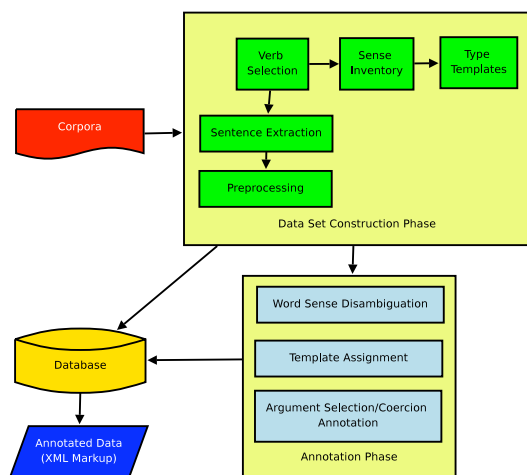 Verb
Selection
Sense
Inventory
Type
Templates
Corpora
Sentence Extraction
Preprocessing
Data Set Construction Phase
Word Sense Disambiguation
Template Assignment
Database
Argument Selection/Coercion
Annotation
Annotated Data
(XML Markup)
Annotation Phase